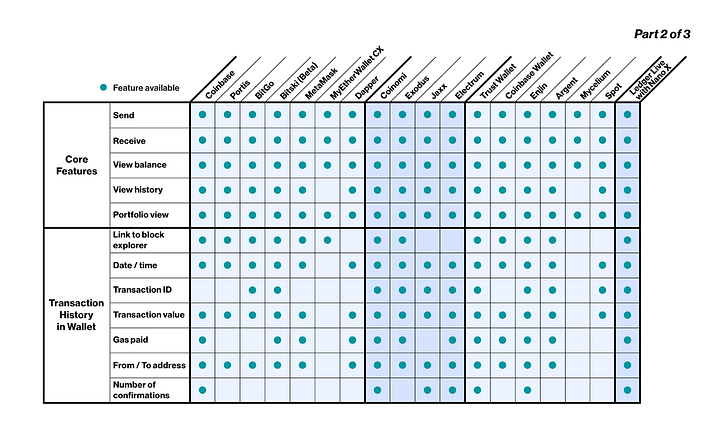 Part 2 of 3
Feature available
Coinbase
Portis
BitGo
Bitski (Beta)
MetaMask
MyEtherWallet CX
Dapper
Coinomi
Exodus
Jaxx
Electrum
Trust Wallet
Coinbase Wallet
Enjin
Argent
Mycelium
Spot
Ledger Live
with Nano X
Core
Features
Send
Receive
View balance
View history
Portfolio view
Transaction
History
in Wallet
Link to block
explorer
Date / time
Transaction ID
Transaction value
Gas paid
From / To address
Number of
confirmations